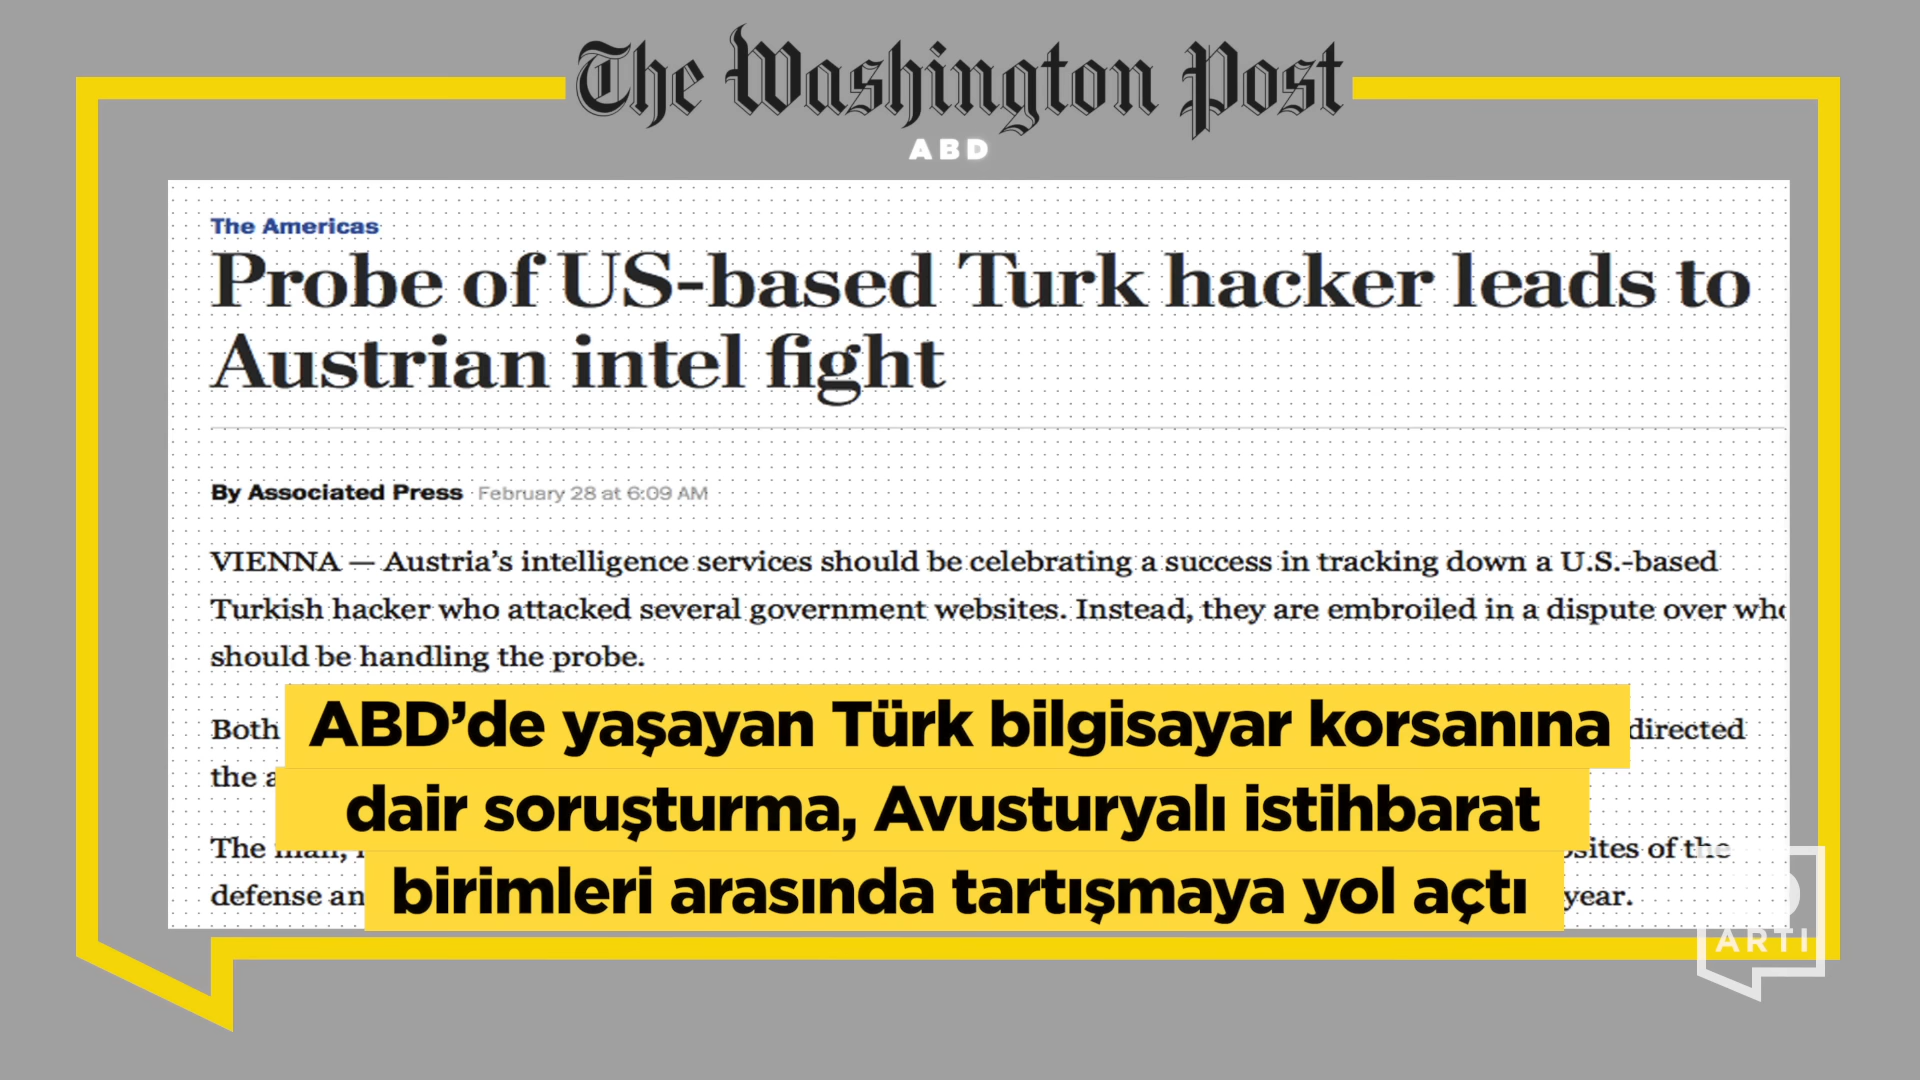 The Washington Post
ABD
The Americas
Probe of US-based Turk hacker leads to
Austrian intel fight
By Associated Press February 28 at 6:09 AM
VIENNA — Austria’s intelligence services should be celebrating a success in tracking down a U.S.-based
Turkish hacker who attacked several government websites. Instead, they are embroiled in a dispute over
should be handling the probe.
Both directed
the
The of the
defense year.
ABD’de yaşayan Türk bilgisayar korsanına
dair soruşturma, Avusturyalı istihbarat
birimleri arasında tartışmaya yol açtı
ARTI